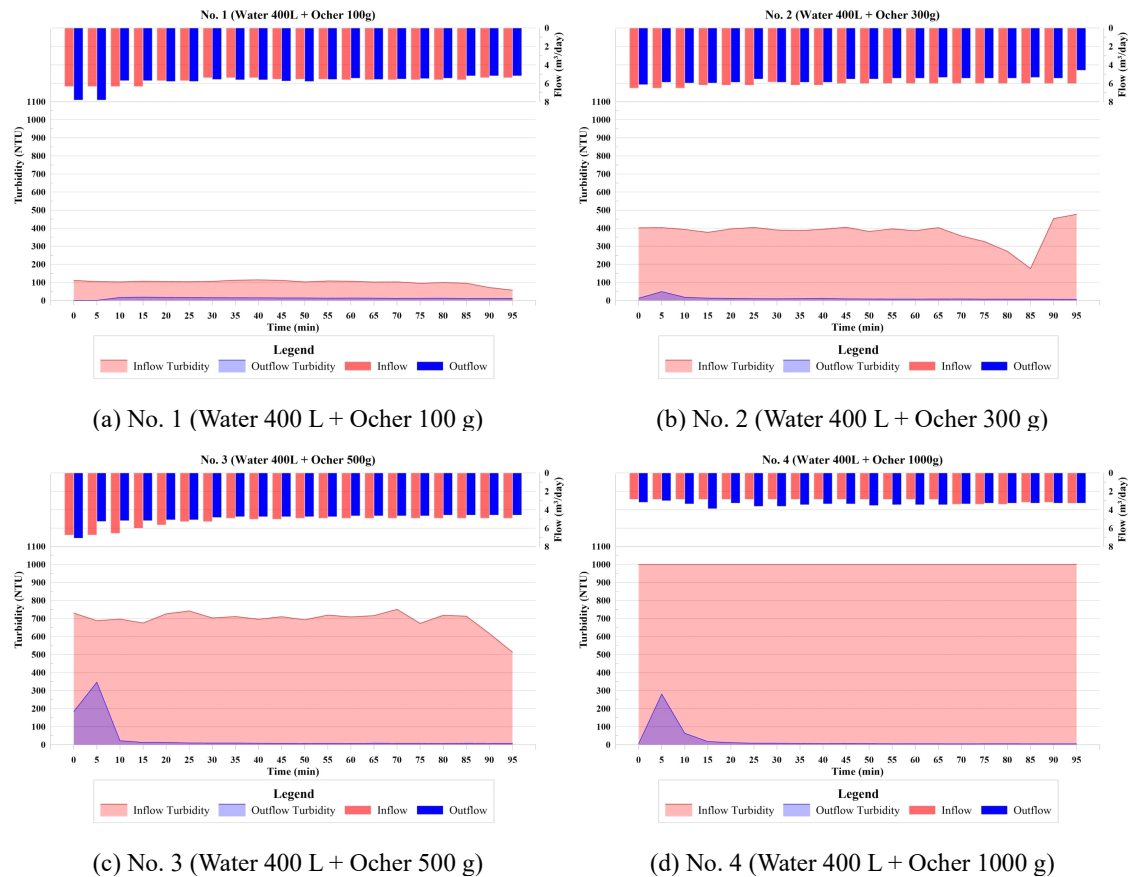 No. 1 (Water 400L + Ocher 100g)
0
2
4
6
8
Flow (m³/day)
1100
1000
900
800
700
600
500
400
300
200
100
0
Turbidity (NTU)
0 5 10 15 20 25 30 35 40 45 50 55 60 65 70 75 80 85 90 95
Time (min)
Legend
Inflow Turbidity Outflow Turbidity Inflow Outflow
(a) No. 1 (Water 400 L + Ocher 100 g)
No. 2 (Water 400L + Ocher 300g)
0
2
4
6
8
Flow (m³/day)
1100
1000
900
800
700
600
500
400
300
200
100
0
Turbidity (NTU)
0 5 10 15 20 25 30 35 40 45 50 55 60 65 70 75 80 85 90 95
Time (min)
Legend
Inflow Turbidity Outflow Turbidity Inflow Outflow
(b) No. 2 (Water 400 L + Ocher 300 g)
No. 3 (Water 400L + Ocher 500g)
0
2
4
6
8
Flow (m³/day)
1100
1000
900
800
700
600
500
400
300
200
100
0
Turbidity (NTU)
0 5 10 15 20 25 30 35 40 45 50 55 60 65 70 75 80 85 90 95
Time (min)
Legend
Inflow Turbidity Outflow Turbidity Inflow Outflow
(c) No. 3 (Water 400 L + Ocher 500 g)
No. 4 (Water 400L + Ocher 1000g)
0
2
4
6
8
Flow (m³/day)
1100
1000
900
800
700
600
500
400
300
200
100
0
Turbidity (NTU)
0 5 10 15 20 25 30 35 40 45 50 55 60 65 70 75 80 85 90 95
Time (min)
Legend
Inflow Turbidity Outflow Turbidity Inflow Outflow
(d) No. 4 (Water 400 L + Ocher 1000 g)